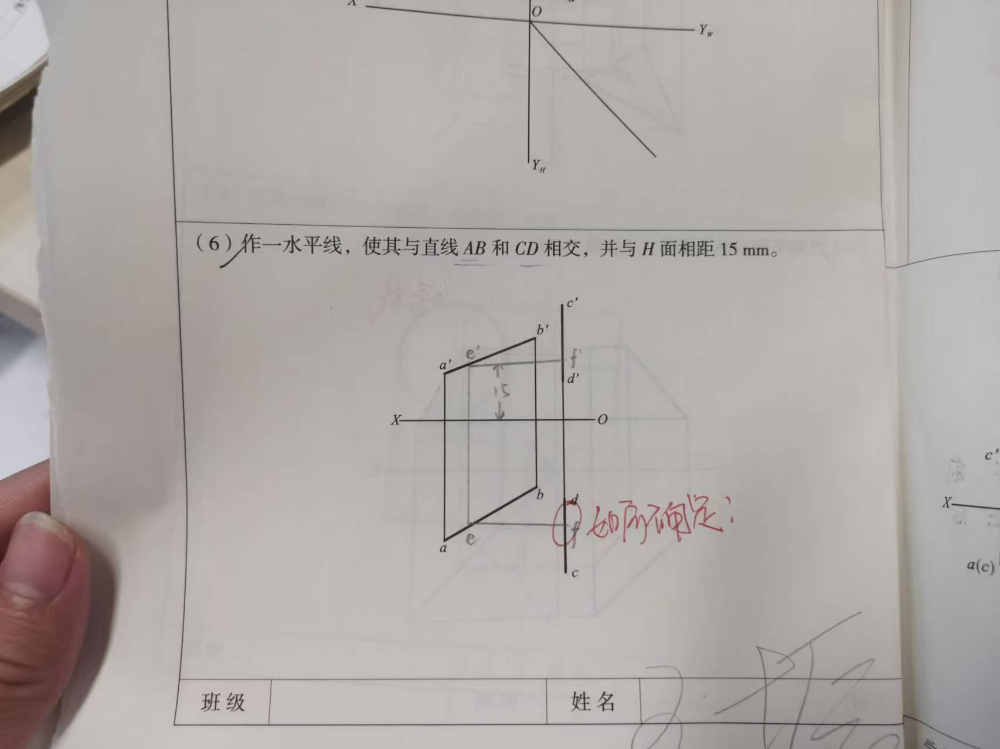 X
O
Y_W
Y_H
（6）作一水平线，使其与直线 AB 和 CD 相交，并与 H 面相距 15 mm。
c'
b'
e'
a'
f'
d'
15
X
O
b
d
如何确定：
f
e
a
c
班级
姓名
c'
X
a(c)